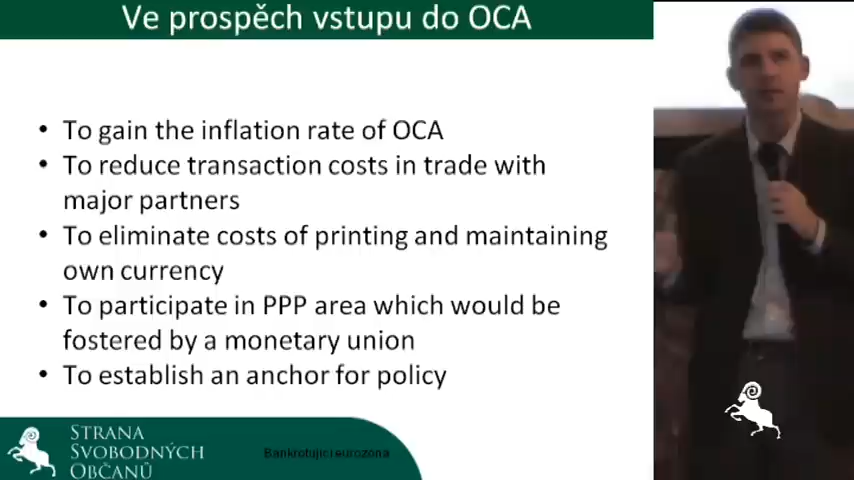 Ve prospěch vstupu do OCA
• To gain the inflation rate of OCA
• To reduce transaction costs in trade with
major partners
• To eliminate costs of printing and maintaining
own currency
• To participate in PPP area which would be
fostered by a monetary union
• To establish an anchor for policy
STRANA
SVOBODNÝCH
OBČANŮ
Bankrotující eurozona